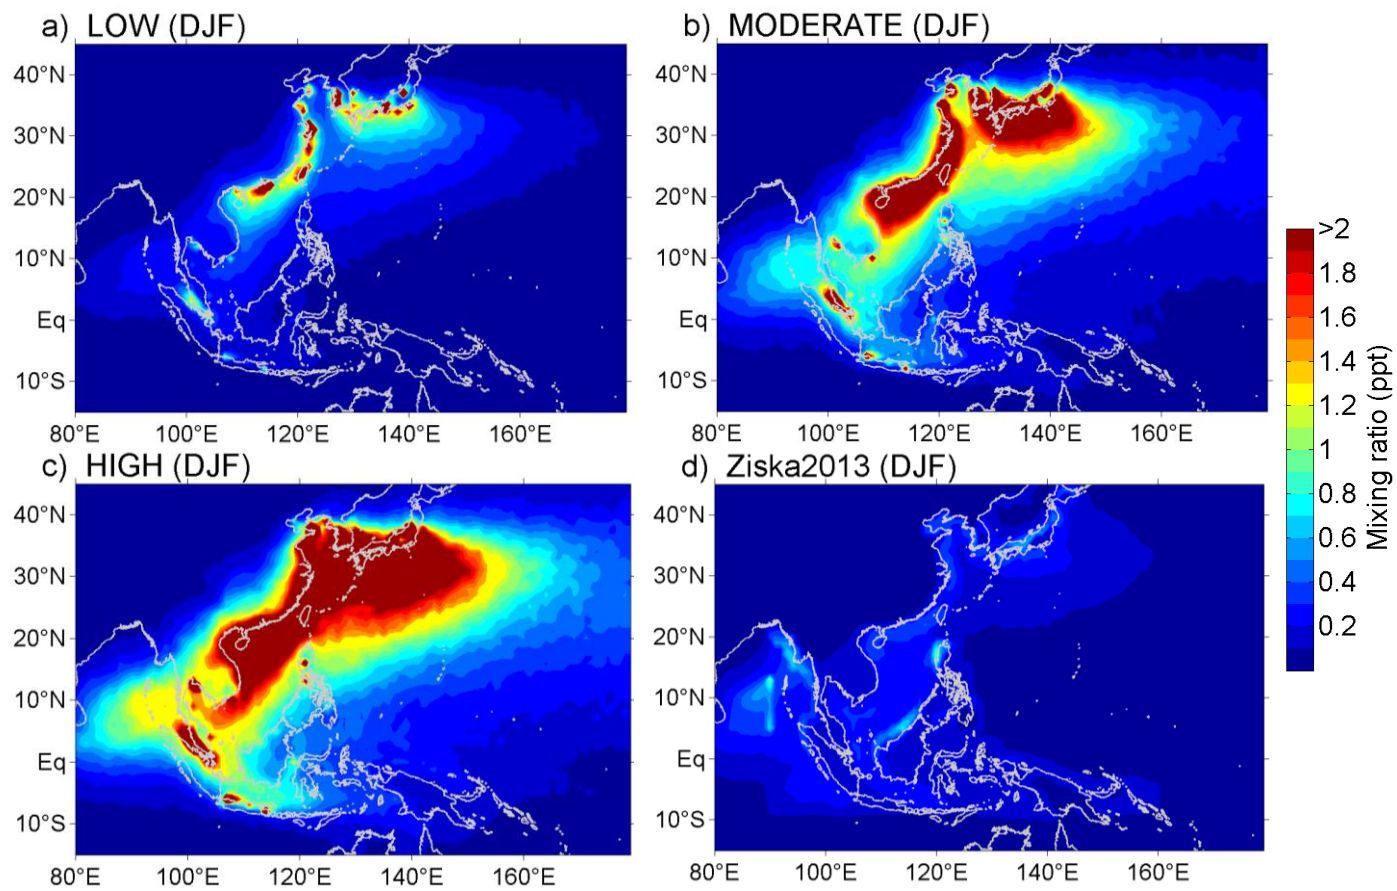 a) LOW (DJF)
40°N
30°N
20°N
10°N
Eq
10°S
80°E 100°E 120°E 140°E 160°E
b) MODERATE (DJF)
40°N
30°N
20°N
10°N
Eq
10°S
80°E 100°E 120°E 140°E 160°E
c) HIGH (DJF)
40°N
30°N
20°N
10°N
Eq
10°S
80°E 100°E 120°E 140°E 160°E
d) Ziska2013 (DJF)
40°N
30°N
20°N
10°N
Eq
10°S
80°E 100°E 120°E 140°E 160°E
>2
1.8
1.6
1.4
1.2
1
0.8
0.6
0.4
0.2
Mixing ratio (ppt)